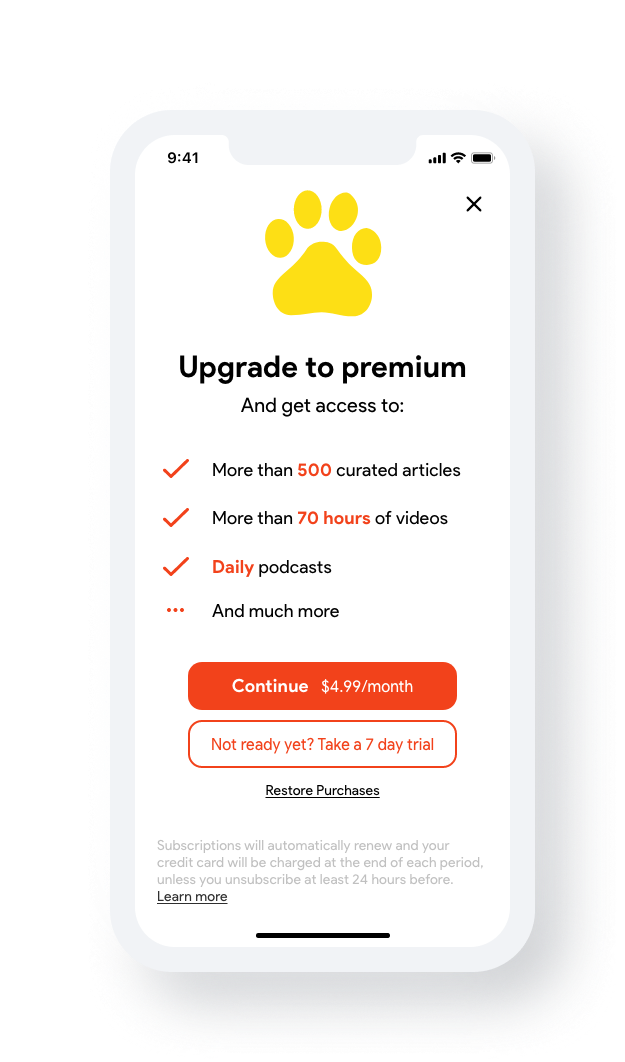 9:41
Upgrade to premium
And get access to:
More than 500 curated articles
More than 70 hours of videos
Daily podcasts
And much more
Continue $4.99/month
Not ready yet? Take a 7 day trial
Restore Purchases
Subscriptions will automatically renew and your
credit card will be charged at the end of each period,
unless you unsubscribe at least 24 hours before.
Learn more